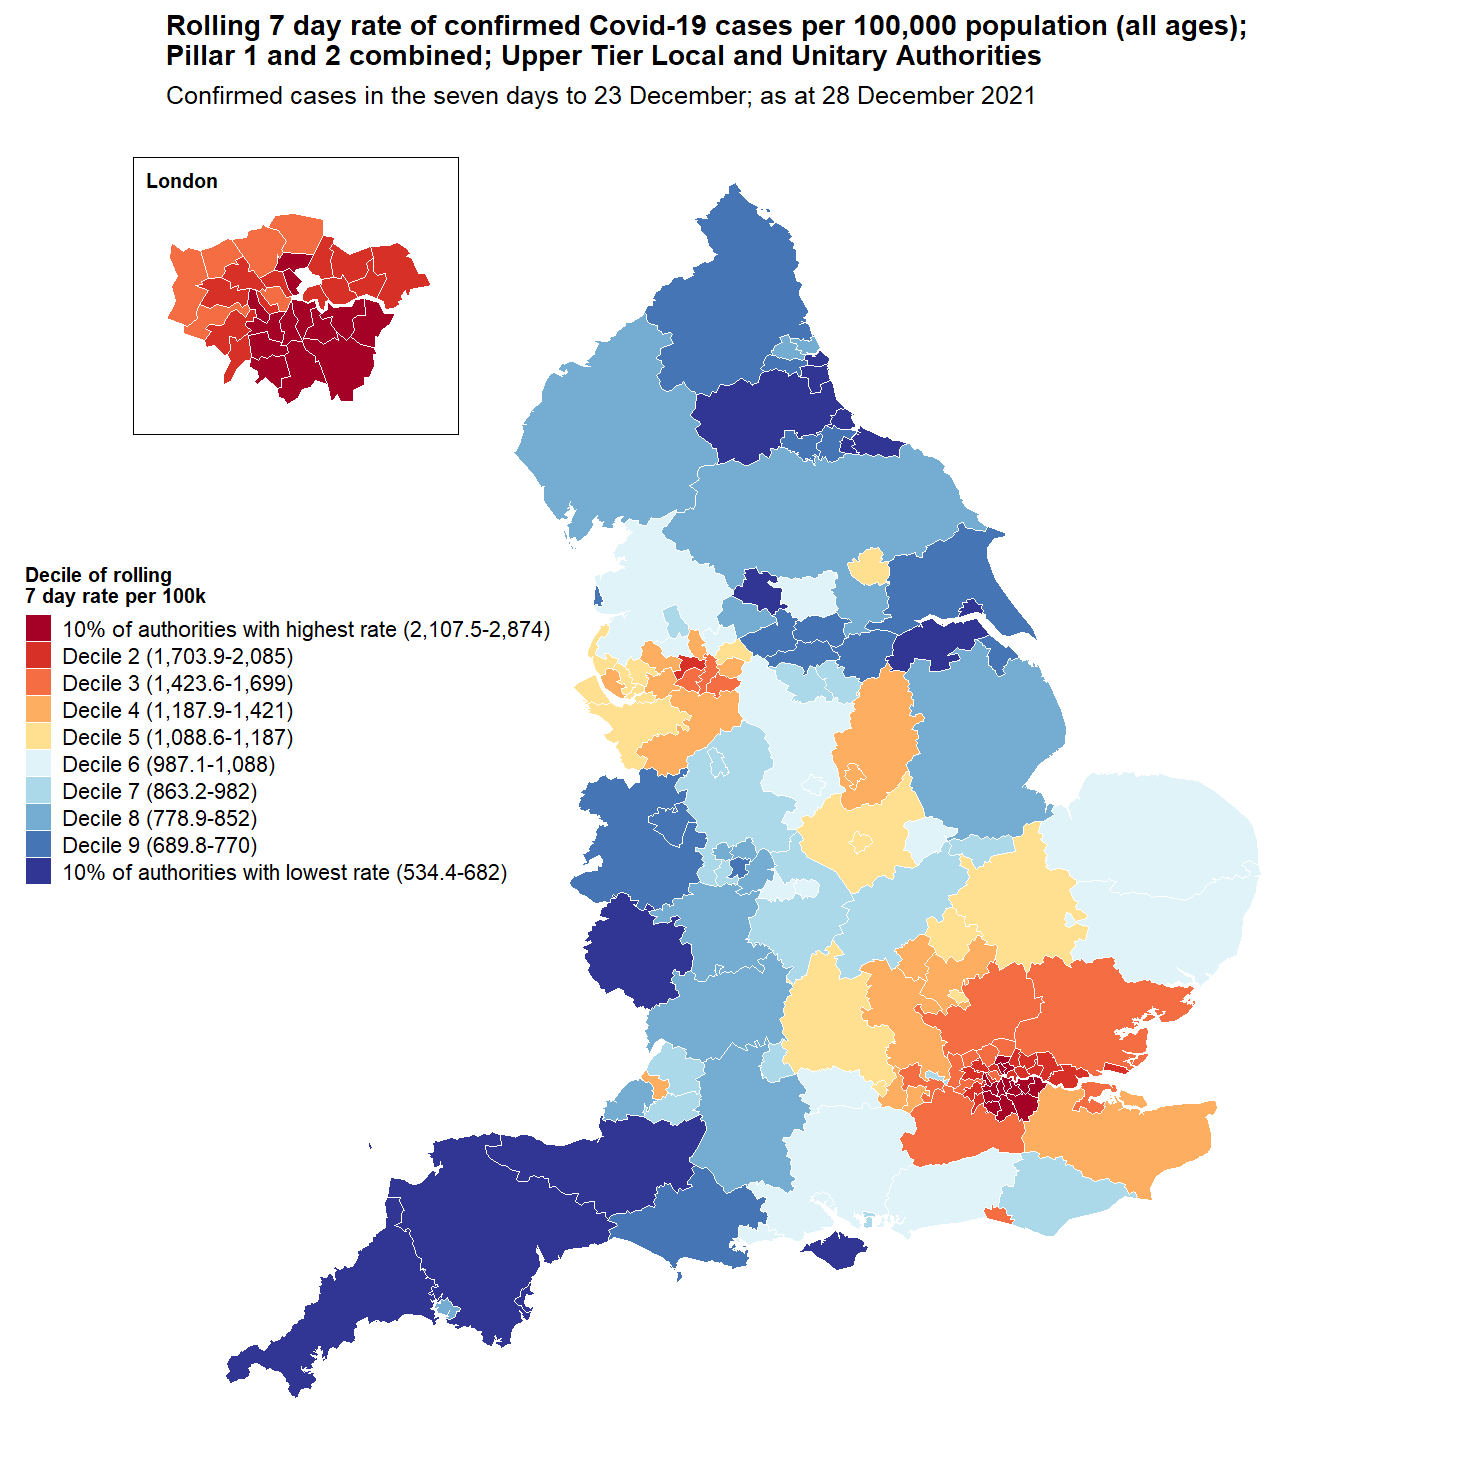 Rolling 7 day rate of confirmed Covid-19 cases per 100,000 population (all ages);
Pillar 1 and 2 combined; Upper Tier Local and Unitary Authorities
Confirmed cases in the seven days to 23 December; as at 28 December 2021
London
Decile of rolling
7 day rate per 100k
10% of authorities with highest rate (2,107.5-2,874)
Decile 2 (1,703.9-2,085)
Decile 3 (1,423.6-1,699)
Decile 4 (1,187.9-1,421)
Decile 5 (1,088.6-1,187)
Decile 6 (987.1-1,088)
Decile 7 (863.2-982)
Decile 8 (778.9-852)
Decile 9 (689.8-770)
10% of authorities with lowest rate (534.4-682)